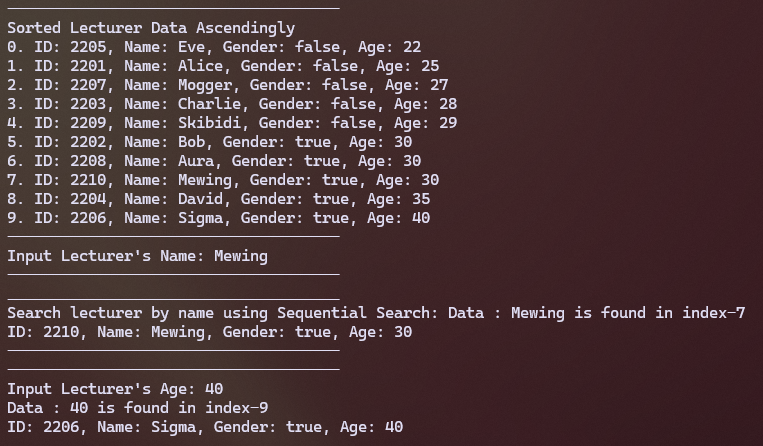 Sorted Lecturer Data Ascendingly
0. ID: 2205, Name: Eve, Gender: false, Age: 22
1. ID: 2201, Name: Alice, Gender: false, Age: 25
2. ID: 2207, Name: Mogger, Gender: false, Age: 27
3. ID: 2203, Name: Charlie, Gender: false, Age: 28
4. ID: 2209, Name: Skibidi, Gender: false, Age: 29
5. ID: 2202, Name: Bob, Gender: true, Age: 30
6. ID: 2208, Name: Aura, Gender: true, Age: 30
7. ID: 2210, Name: Mewing, Gender: true, Age: 30
8. ID: 2204, Name: David, Gender: true, Age: 35
9. ID: 2206, Name: Sigma, Gender: true, Age: 40
Input Lecturer's Name: Mewing
Search lecturer by name using Sequential Search: Data : Mewing is found in index-7
ID: 2210, Name: Mewing, Gender: true, Age: 30
Input Lecturer's Age: 40
Data : 40 is found in index-9
ID: 2206, Name: Sigma, Gender: true, Age: 40